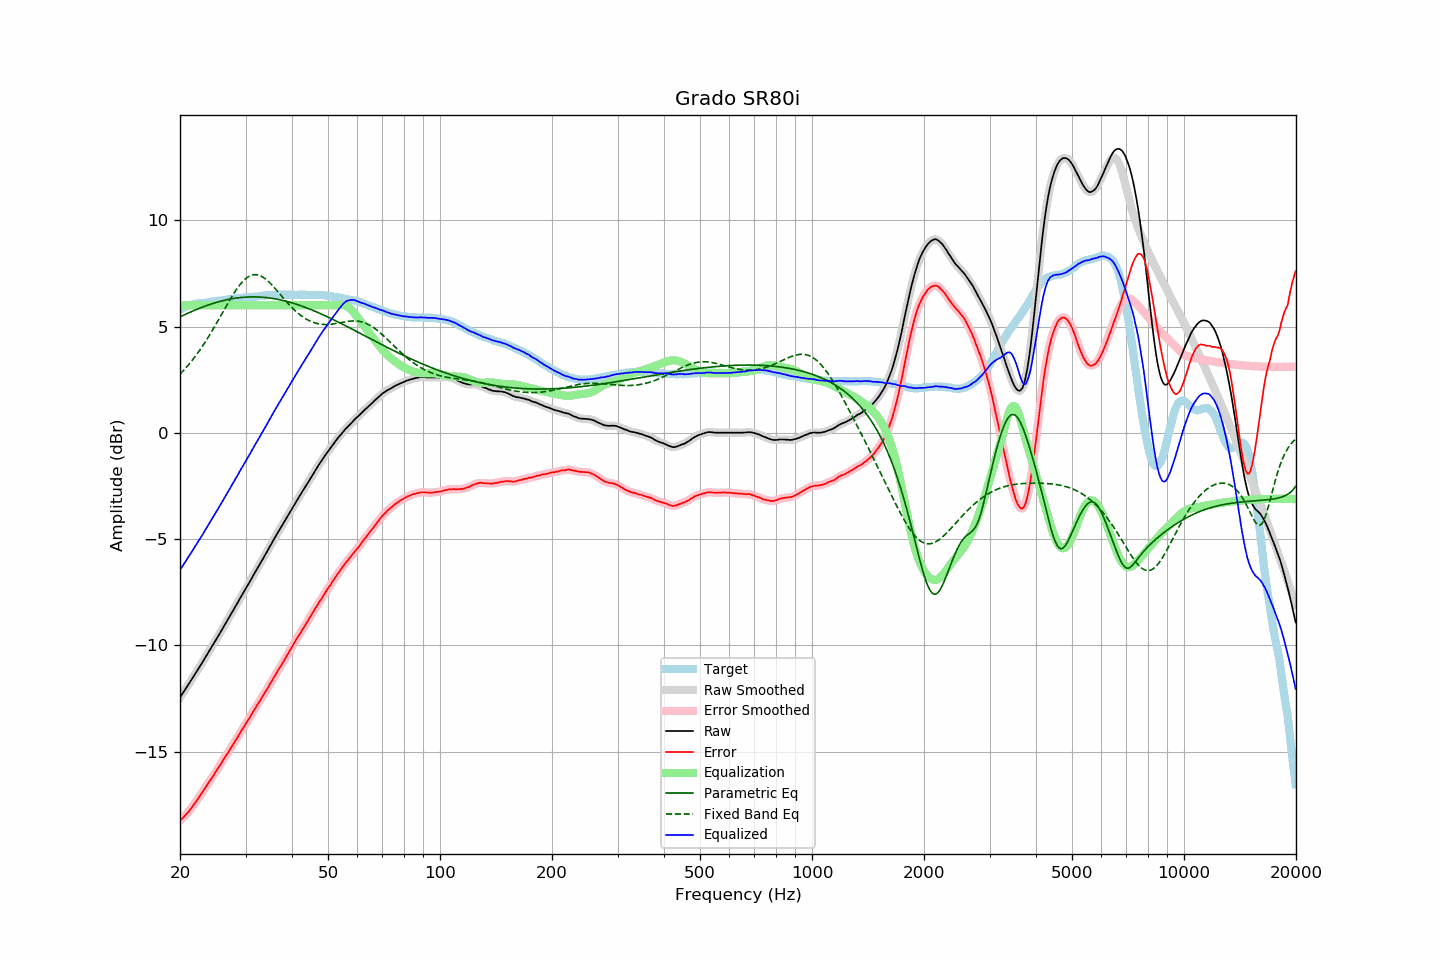 Grado SR80i
Amplitude (dBr)
10
5
0
−5
−10
−15
Target
Raw Smoothed
Error Smoothed
Raw
Error
Equalization
Parametric Eq
Fixed Band Eq
Equalized
20 50 100 200 500 1000 2000 5000 10000 20000
Frequency (Hz)